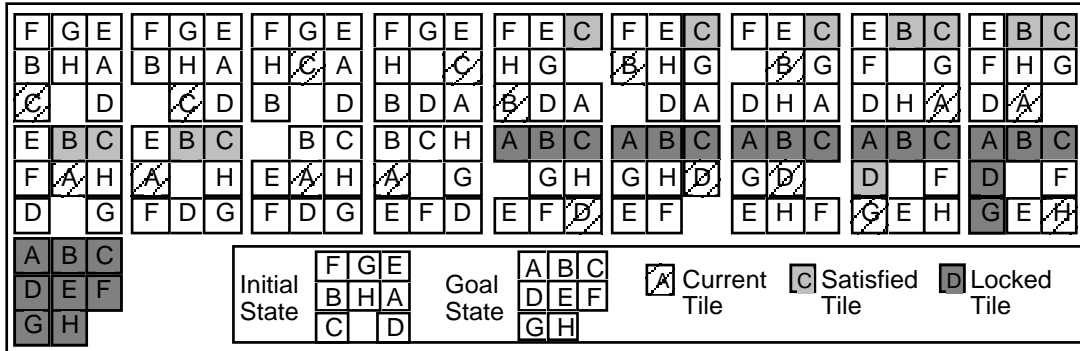 F G E F G E F G E F G E F E C F E C F E C E B C E B C
B H A B H A H C A H C H G B H G B G F G F H G
C D C D B D B D A B D A D A D H A D H A D A
E B C E B C B C B C H A B C A B C A B C A B C A B C
F A H A H E A H A G G H G H D G D D F D F
D G F D G F D G E F D E F D E F E H F G E H G E H
A B C
D E F
G H
Initial State
F G E
B H A
C D
Goal State
A B C
D E F
G H
A Current Tile
C Satisfied Tile
D Locked Tile